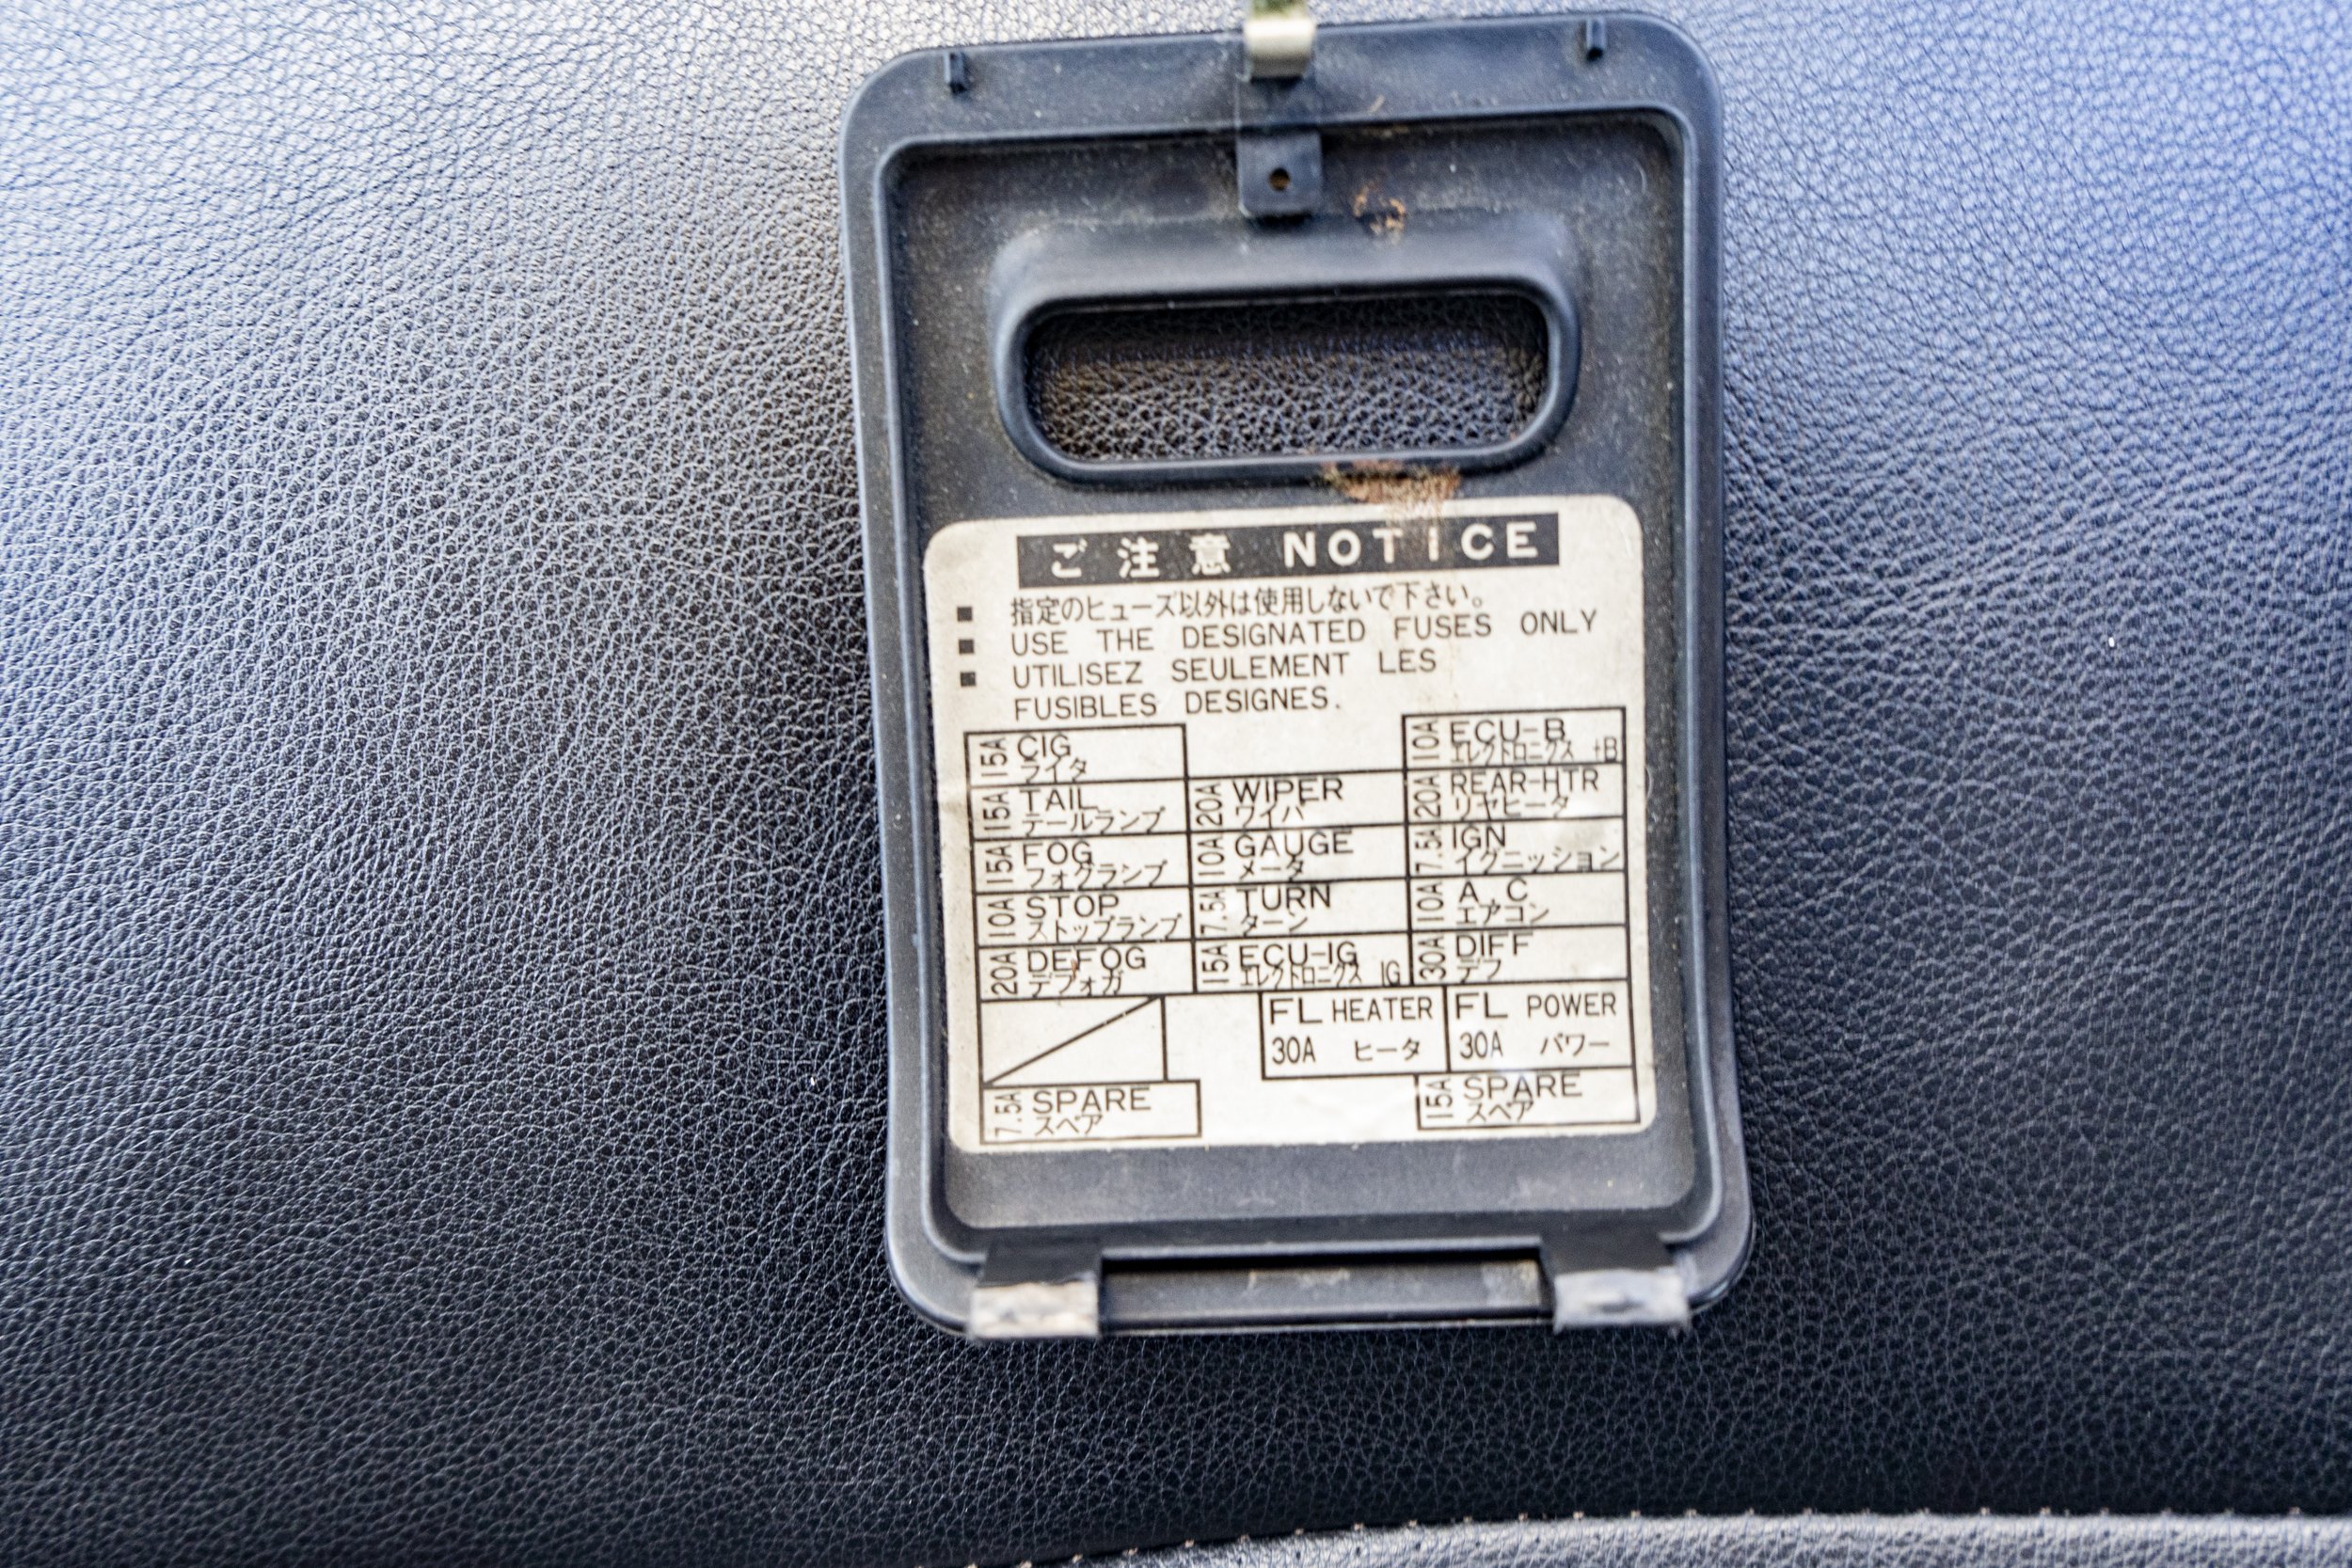 ご注意 NOTICE
■ 指定のヒューズ以外は使用しないで下さい。
■ USE THE DESIGNATED FUSES ONLY
■ UTILISEZ SEULEMENT LES
FUSIBLES DESIGNES.
15A CIG
ライタ
10A ECU-B
エレクトロニクス +B
15A TAIL
テールランプ
20A WIPER
ワイパ
20A REAR-HTR
リヤヒータ
15A FOG
フォグランプ
10A GAUGE
メータ
7.5A IGN
イグニッション
10A STOP
ストップランプ
7.5A TURN
ターン
10A A.C
エアコン
20A DEFOG
デフォガ
15A ECU-IG
エレクトロニクス IG
30A DIFF
デフ
FL HEATER
30A ヒータ
FL POWER
30A パワー
7.5A SPARE
スペア
15A SPARE
スペア